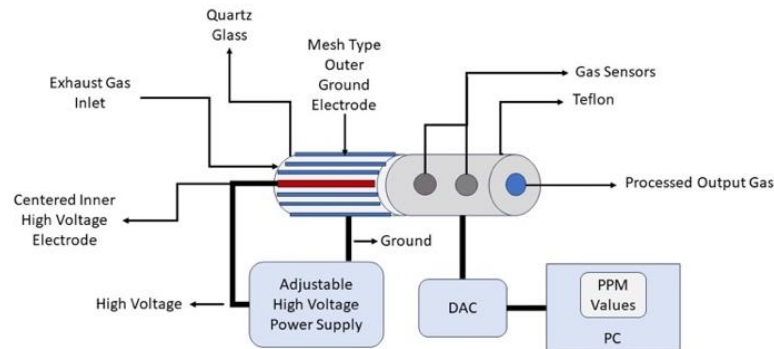 Quartz
Glass
Mesh Type
Outer
Ground
Electrode
Gas Sensors
Exhaust Gas
Inlet
Teflon
Centered Inner
High Voltage
Electrode
Processed Output Gas
Ground
High Voltage
Adjustable
High Voltage
Power Supply
DAC
PPM
Values
PC